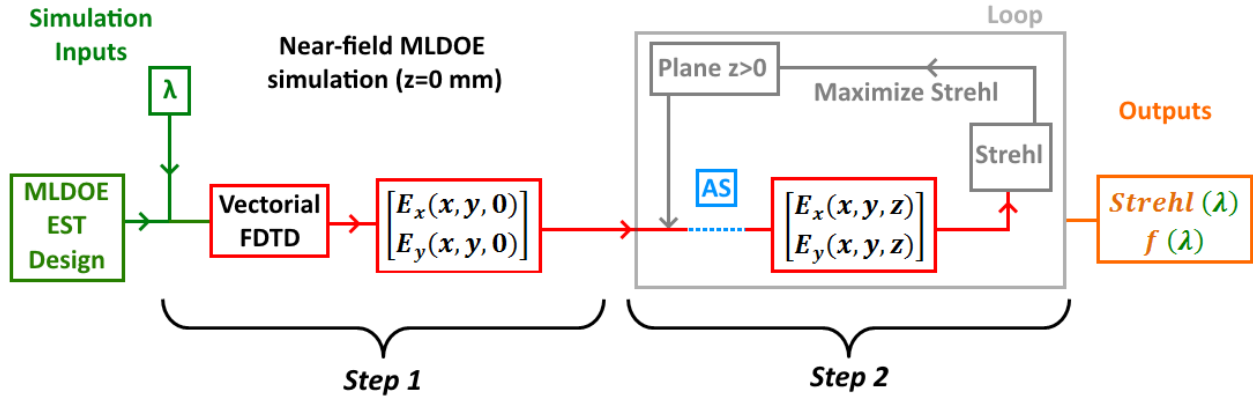 Simulation
Inputs
λ
MLDOE
EST
Design
Near-field MLDOE
simulation (z=0 mm)
Vectorial
FDTD
[E_x(x, y, 0)]
[E_y(x, y, 0)]
Step 1
Loop
Plane z>0
Maximize Strehl
Strehl
AS
[E_x(x, y, z)]
[E_y(x, y, z)]
Step 2
Outputs
Strehl (λ)
f (λ)